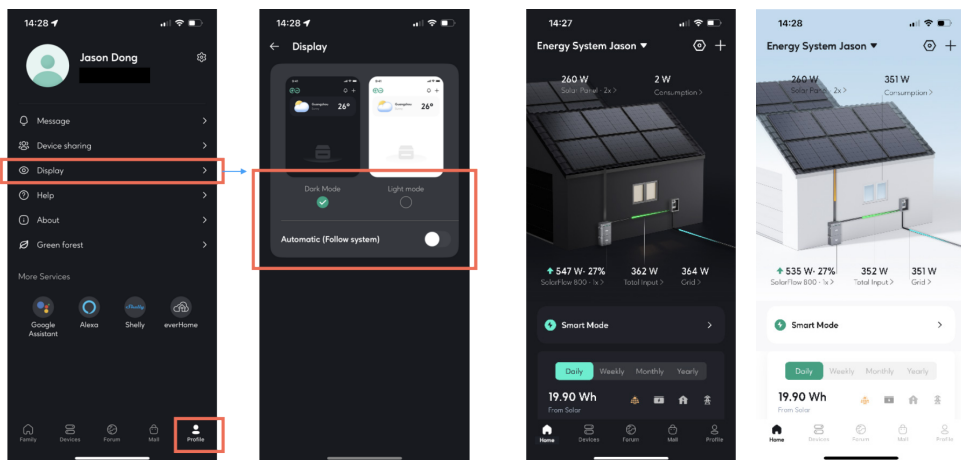 14:28
Jason Dong
Message
Device sharing
Display
Help
About
Green forest
More Services
Google Assistant
Alexa
Shelly
everHome
Family
Devices
Forum
Mall
Profile
14:28
Display
26°
26°
Dark Mode
Light mode
Automatic (Follow system)
14:27
Energy System Jason
260 W
2 W
Solar Panel · 2x >
Consumption >
547 W · 27%
362 W
364 W
SolarFlow 800 · 1x >
Total Input >
Grid >
Smart Mode
Daily Weekly Monthly Yearly
19.90 Wh
From Solar
Home
Devices
Forum
Mall
Profile
14:28
Energy System Jason
260 W
351 W
Solar Panel · 2x >
Consumption >
535 W · 27%
352 W
351 W
SolarFlow 800 · 1x >
Total Input >
Grid >
Smart Mode
Daily Weekly Monthly Yearly
19.90 Wh
From Solar
Home
Devices
Forum
Mall
Profile